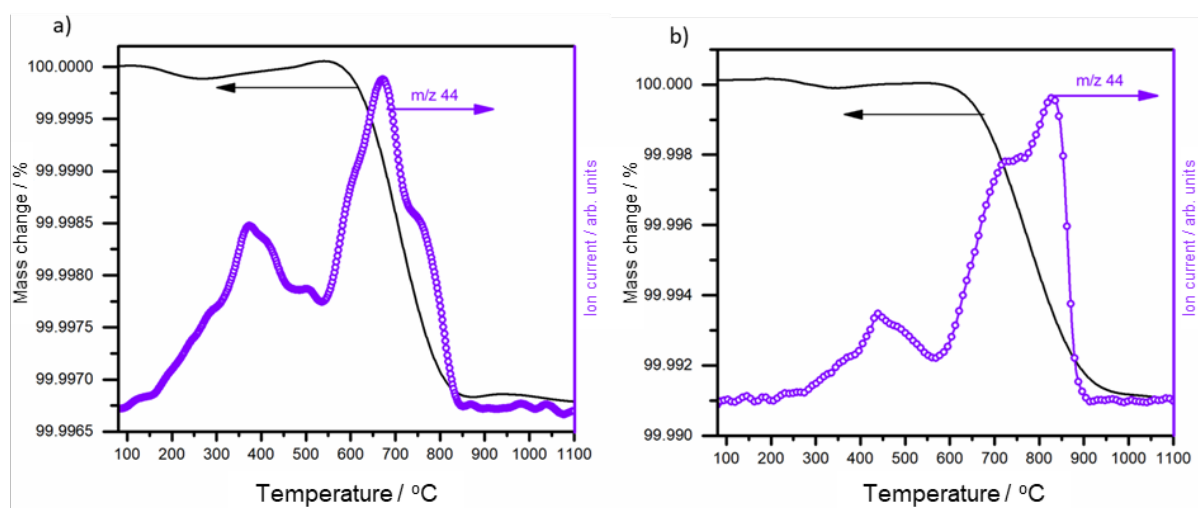 a)
Mass change / %
100.0000
99.9995
99.9990
99.9985
99.9980
99.9975
99.9970
99.9965
m/z 44
Ion current / arb. units
100 200 300 400 500 600 700 800 900 1000 1100
Temperature / °C
b)
Mass change / %
100.000
99.998
99.996
99.994
99.992
99.990
m/z 44
Ion current / arb. units
100 200 300 400 500 600 700 800 900 1000 1100
Temperature / °C